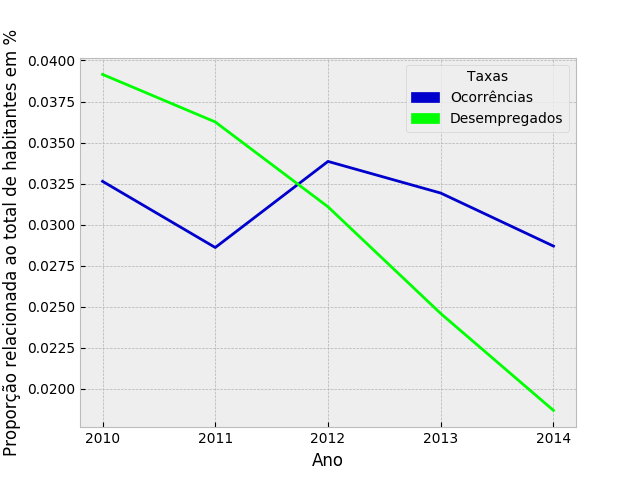 Proporção relacionada ao total de habitantes em %
0.0400
0.0375
0.0350
0.0325
0.0300
0.0275
0.0250
0.0225
0.0200
Taxas
Ocorrências
Desempregados
2010 2011 2012 2013 2014
Ano